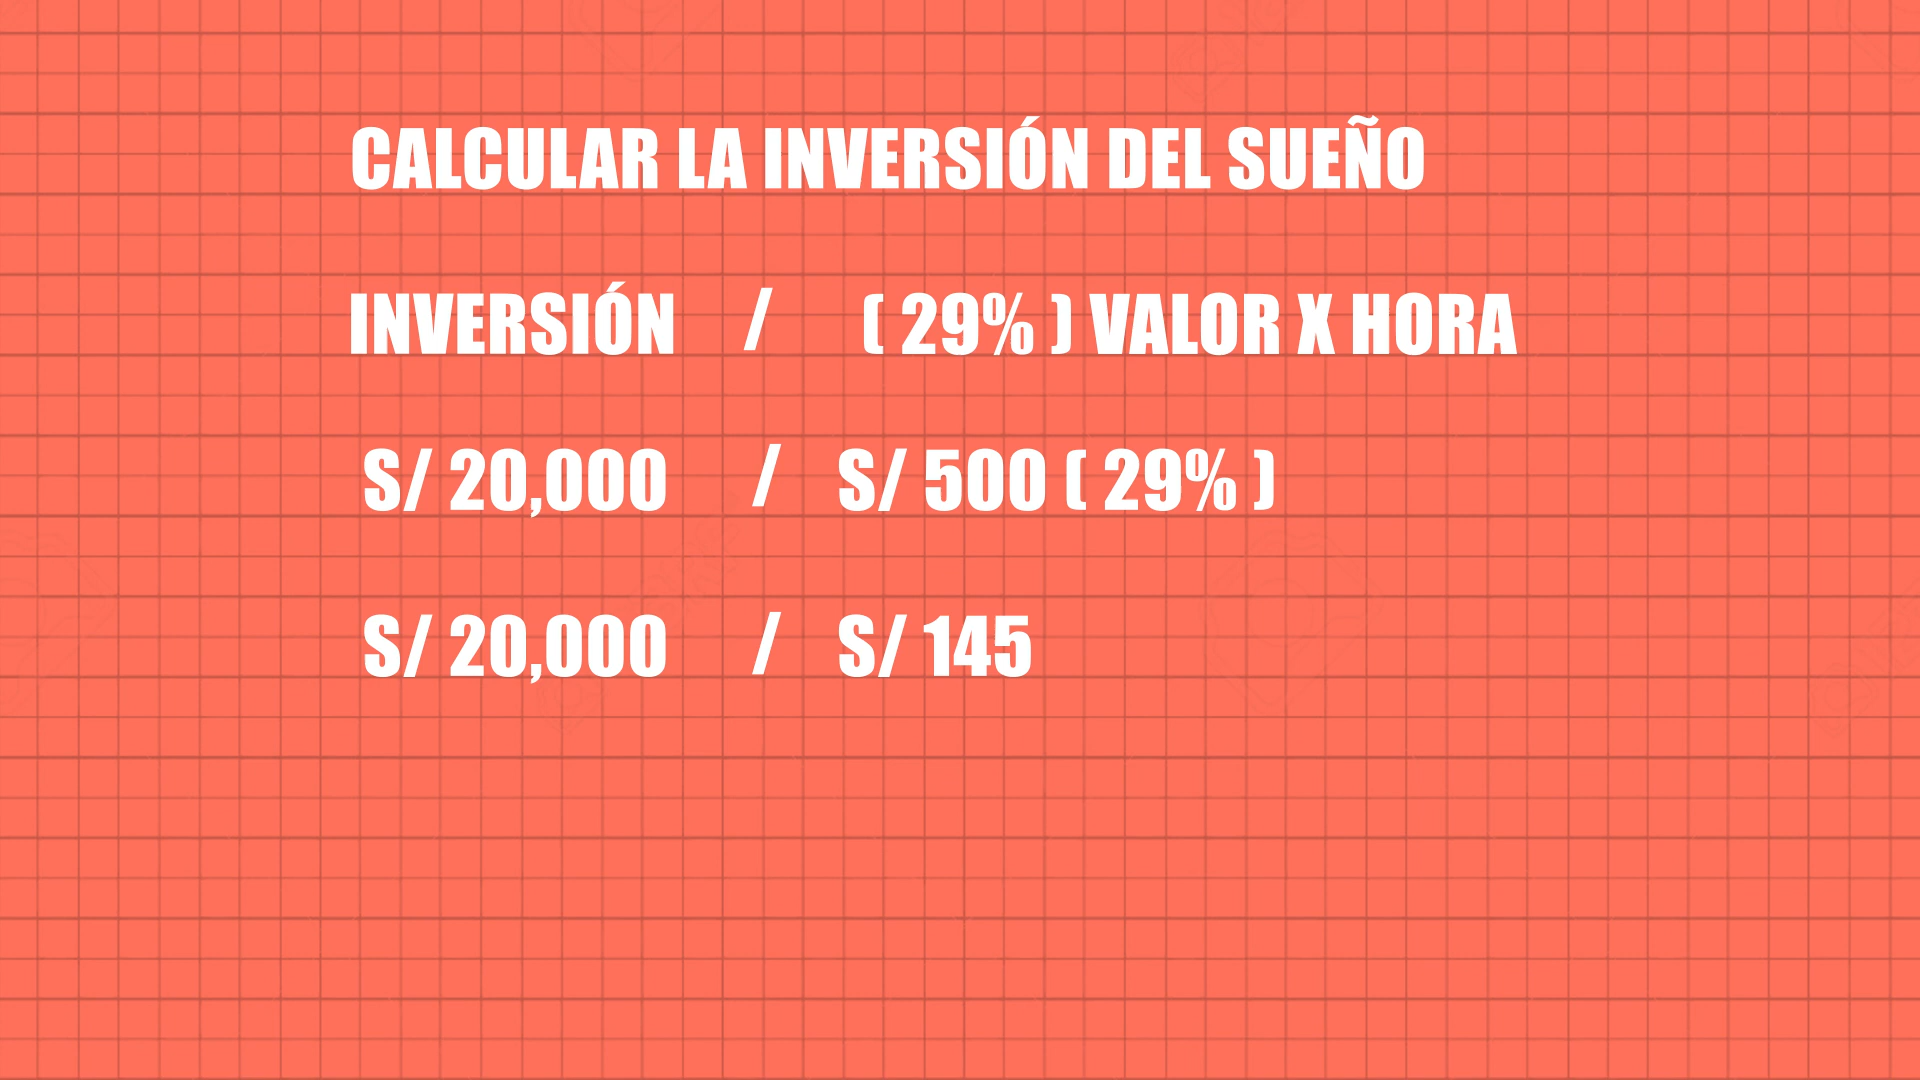 CALCULAR LA INVERSIÓN DEL SUEÑO
INVERSIÓN / ( 29% ) VALOR X HORA
S/ 20,000 / S/ 500 ( 29% )
S/ 20,000 / S/ 145